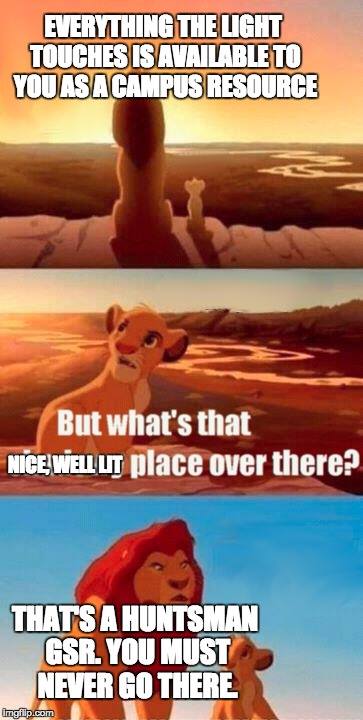 EVERYTHING THE LIGHT
TOUCHES IS AVAILABLE TO
YOU AS A CAMPUS RESOURCE
But what's that
NICE, WELL LIT place over there?
THAT'S A HUNTSMAN
GSR. YOU MUST
NEVER GO THERE.
imgflip.com